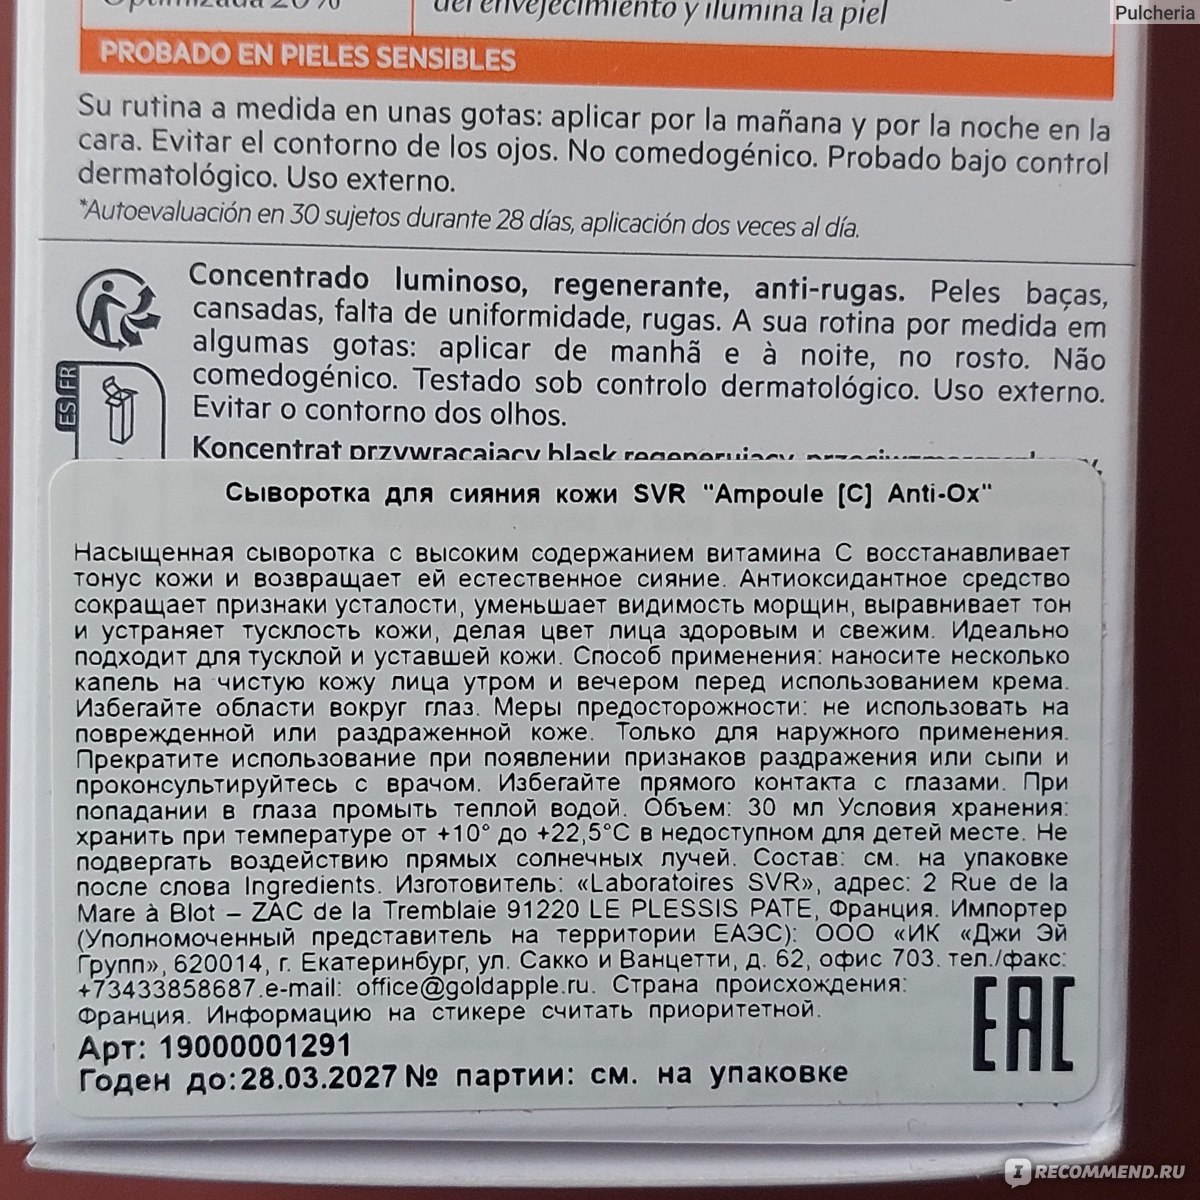 Pulcheria
Optimizada 20%
del envejecimiento y ilumina la piel
PROBADO EN PIELES SENSIBLES
Su rutina a medida en unas gotas: aplicar por la mañana y por la noche en la
cara. Evitar el contorno de los ojos. No comedogénico. Probado bajo control
dermatológico. Uso externo.
*Autoevaluación en 30 sujetos durante 28 días, aplicación dos veces al día.
Concentrado luminoso, regenerante, anti-rugas. Peles baças,
cansadas, falta de uniformidade, rugas. A sua rotina por medida em
algumas gotas: aplicar de manhã e à noite, no rosto. Não
comedogénico. Testado sob controlo dermatológico. Uso externo.
Evitar o contorno dos olhos.
ES FR
Koncentrat przywracający blask regenerujący,
Сыворотка для сияния кожи SVR "Ampoule [C] Anti-Ox"
Насыщенная сыворотка с высоким содержанием витамина С восстанавливает
тонус кожи и возвращает ей естественное сияние. Антиоксидантное средство
сокращает признаки усталости, уменьшает видимость морщин, выравнивает тон
и устраняет тусклость кожи, делая цвет лица здоровым и свежим. Идеально
подходит для тусклой и уставшей кожи. Способ применения: наносите несколько
капель на чистую кожу лица утром и вечером перед использованием крема.
Избегайте области вокруг глаз. Меры предосторожности: не использовать на
поврежденной или раздраженной коже. Только для наружного применения.
Прекратите использование при появлении признаков раздражения или сыпи и
проконсультируйтесь с врачом. Избегайте прямого контакта с глазами. При
попадании в глаза промыть теплой водой. Объем: 30 мл Условия хранения:
хранить при температуре от +10° до +22,5°С в недоступном для детей месте. Не
подвергать воздействию прямых солнечных лучей. Состав: см. на упаковке
после слова Ingredients. Изготовитель: «Laboratoires SVR», адрес: 2 Rue de la
Mare à Blot – ZAC de la Tremblaie 91220 LE PLESSIS PATE, Франция. Импортер
(Уполномоченный представитель на территории ЕАЭС): ООО «ИК «Джи Эй
Групп», 620014, г. Екатеринбург, ул. Сакко и Ванцетти, д. 62, офис 703. тел./факс:
+73433858687.e-mail: office@goldapple.ru. Страна происхождения:
Франция. Информацию на стикере считать приоритетной.
Арт: 19000001291
Годен до:28.03.2027 № партии: см. на упаковке
EAC
IRECOMMEND.RU